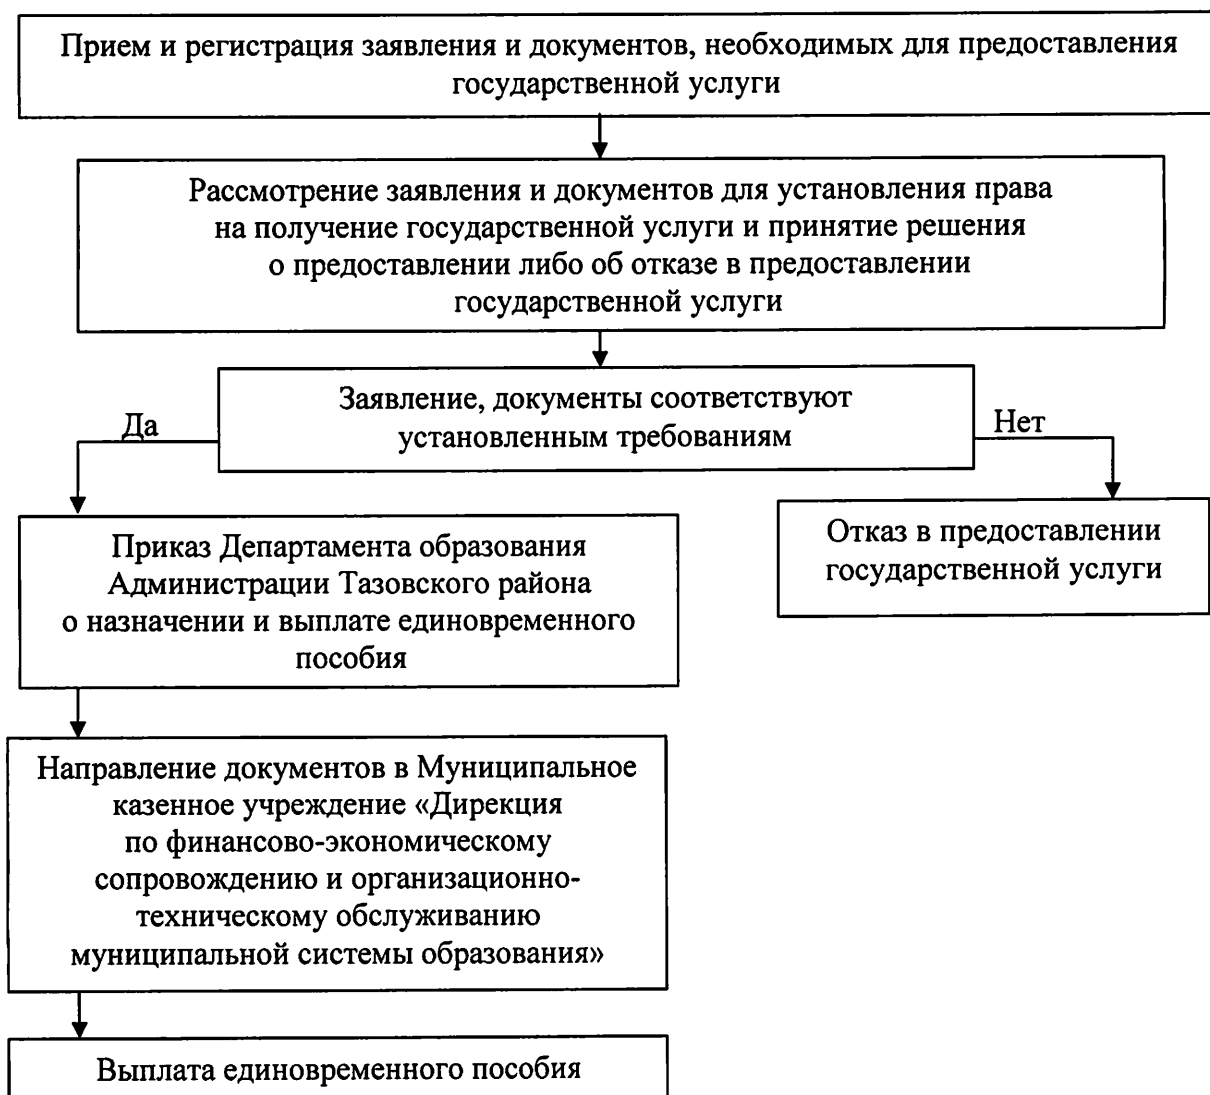 Прием и регистрация заявления и документов, необходимых для предоставления
государственной услуги
Рассмотрение заявления и документов для установления права
на получение государственной услуги и принятие решения
о предоставлении либо об отказе в предоставлении
государственной услуги
Заявление, документы соответствуют
установленным требованиям
Да
Нет
Приказ Департамента образования
Администрации Тазовского района
о назначении и выплате единовременного
пособия
Отказ в предоставлении
государственной услуги
Направление документов в Муниципальное
казенное учреждение «Дирекция
по финансово-экономическому
сопровождению и организационно-
техническому обслуживанию
муниципальной системы образования»
Выплата единовременного пособия